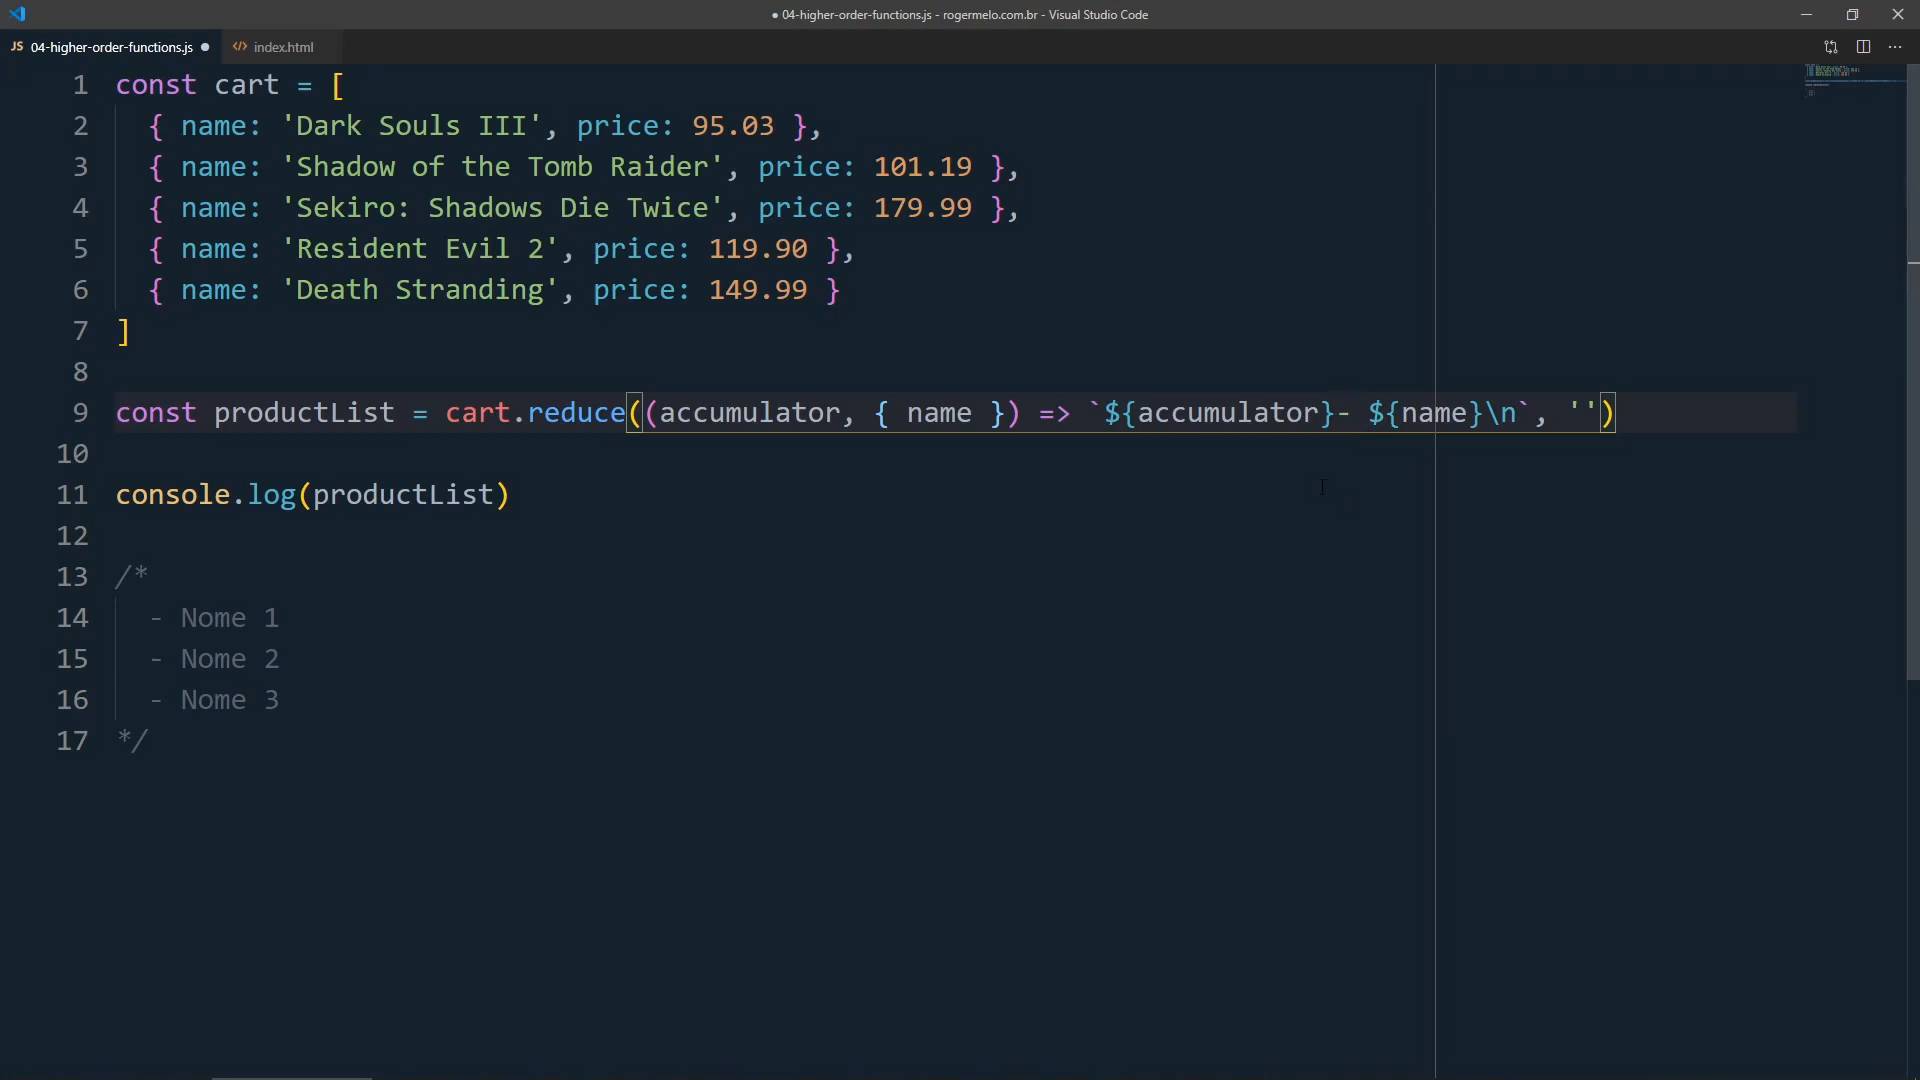 04-higher-order-functions.js - rogermelo.com.br - Visual Studio Code
JS 04-higher-order-functions.js index.html
1 const cart = [
2   { name: 'Dark Souls III', price: 95.03 },
3   { name: 'Shadow of the Tomb Raider', price: 101.19 },
4   { name: 'Sekiro: Shadows Die Twice', price: 179.99 },
5   { name: 'Resident Evil 2', price: 119.90 },
6   { name: 'Death Stranding', price: 149.99 }
7 ]
8
9 const productList = cart.reduce((accumulator, { name }) => `${accumulator}- ${name}\n`, '')
10
11 console.log(productList)
12
13 /*
14   - Nome 1
15   - Nome 2
16   - Nome 3
17 */